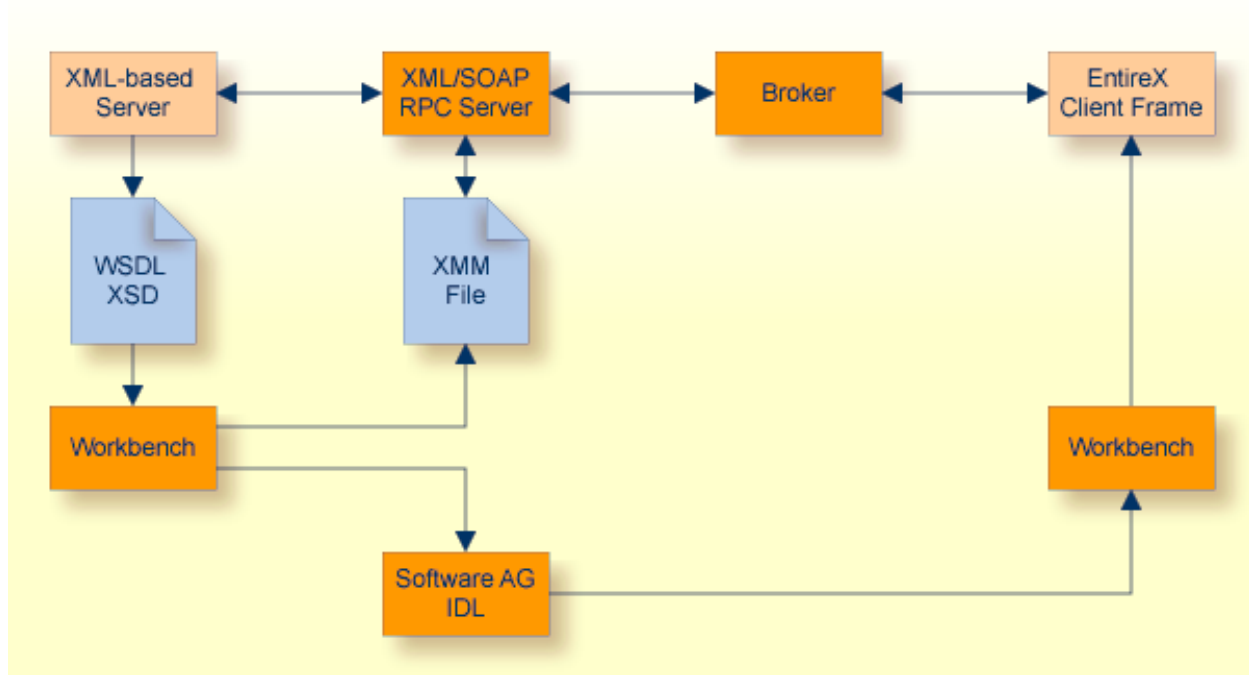 XML-based
Server
XML/SOAP
RPC Server
Broker
EntireX
Client Frame
WSDL
XSD
XMM
File
Workbench
Workbench
Software AG
IDL